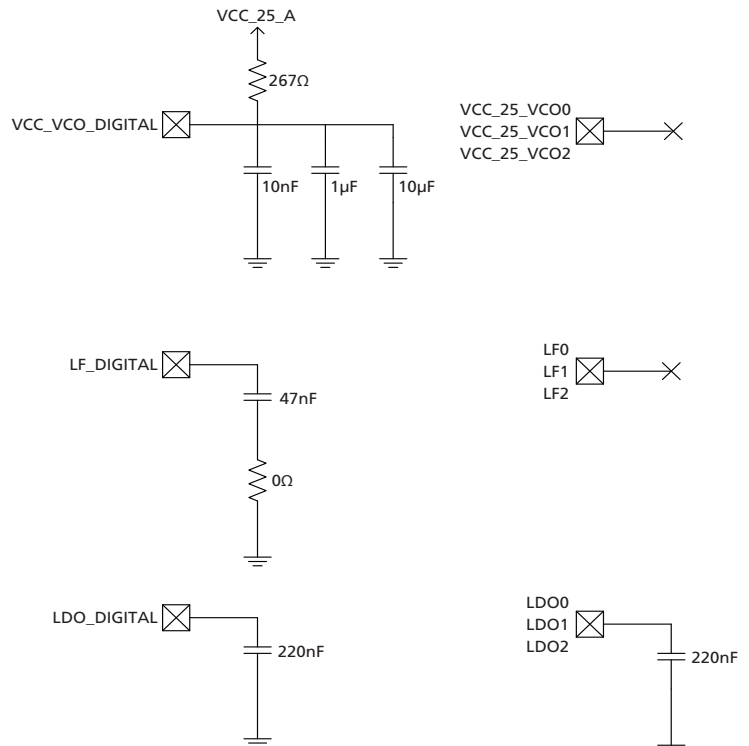 VCC_25_A
267Ω
VCC_VCO_DIGITAL
10nF
1µF
10µF
VCC_25_VCO0
VCC_25_VCO1
VCC_25_VCO2
LF_DIGITAL
47nF
0Ω
LF0
LF1
LF2
LDO_DIGITAL
220nF
LDO0
LDO1
LDO2
220nF